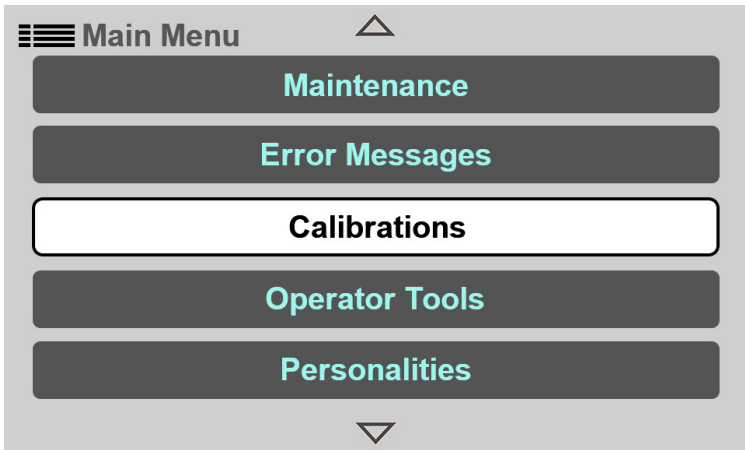 Main Menu
Maintenance
Error Messages
Calibrations
Operator Tools
Personalities